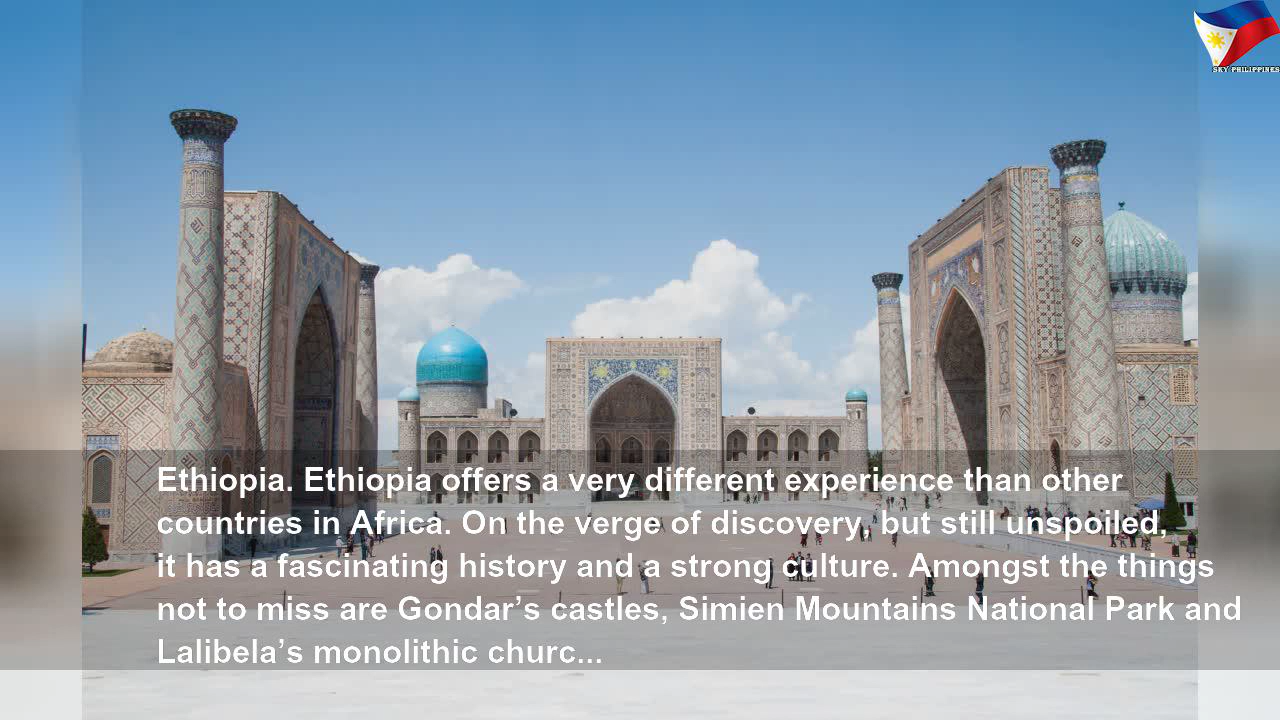 SKY PHILIPPINES
Ethiopia. Ethiopia offers a very different experience than other
countries in Africa. On the verge of discovery, but still unspoiled,
it has a fascinating history and a strong culture. Amongst the things
not to miss are Gondar’s castles, Simien Mountains National Park and
Lalibela’s monolithic churc...